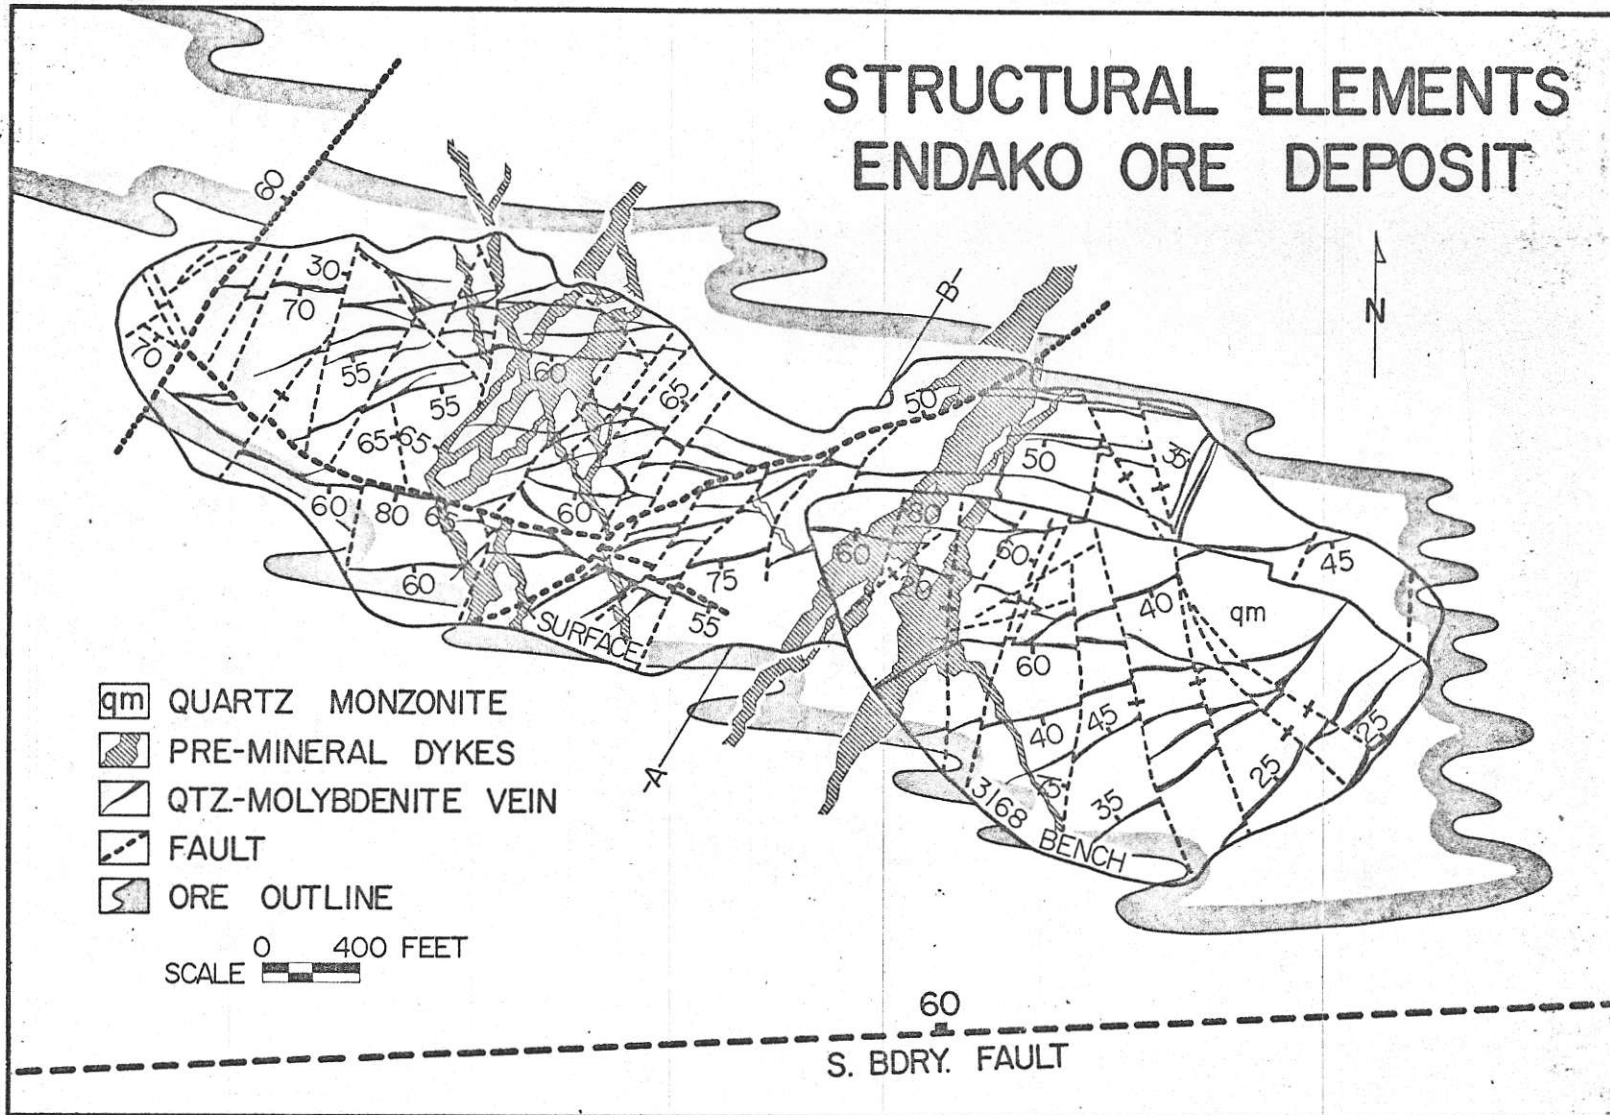 STRUCTURAL ELEMENTS
ENDAKO ORE DEPOSIT
N
60
30
70
70
55
55
60
65
65
65
60
80
65
60
60
75
55
SURFACE
A
B
50
50
35
80
60
20
60
45
40
qm
60
40
45
75
35
25
25
3168 BENCH
qm QUARTZ MONZONITE
PRE-MINERAL DYKES
QTZ-MOLYBDENITE VEIN
FAULT
ORE OUTLINE
0 400 FEET
SCALE
60
S. BDRY. FAULT